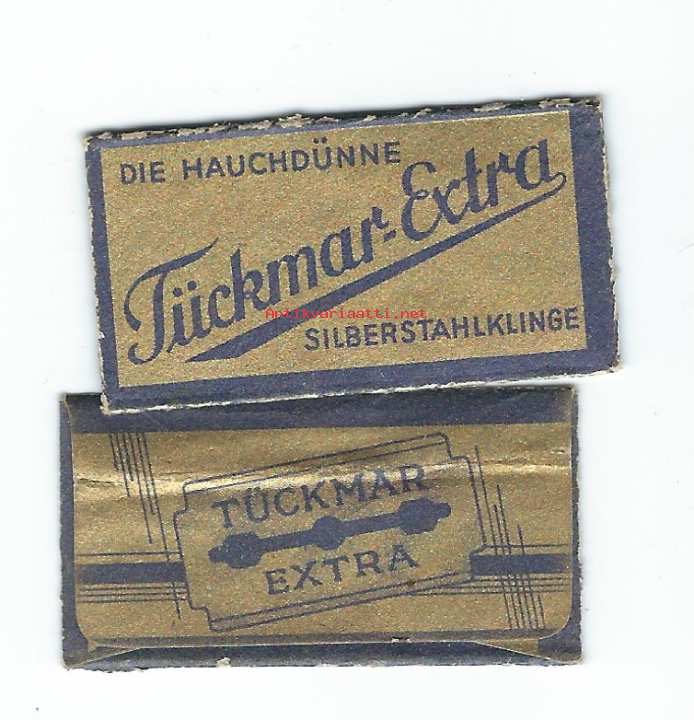 DIE HAUCHDÜNNE
Tückmar-Extra
Antikvariaatti.net
SILBERSTAHLKLINGE
TÜCKMAR
EXTRA